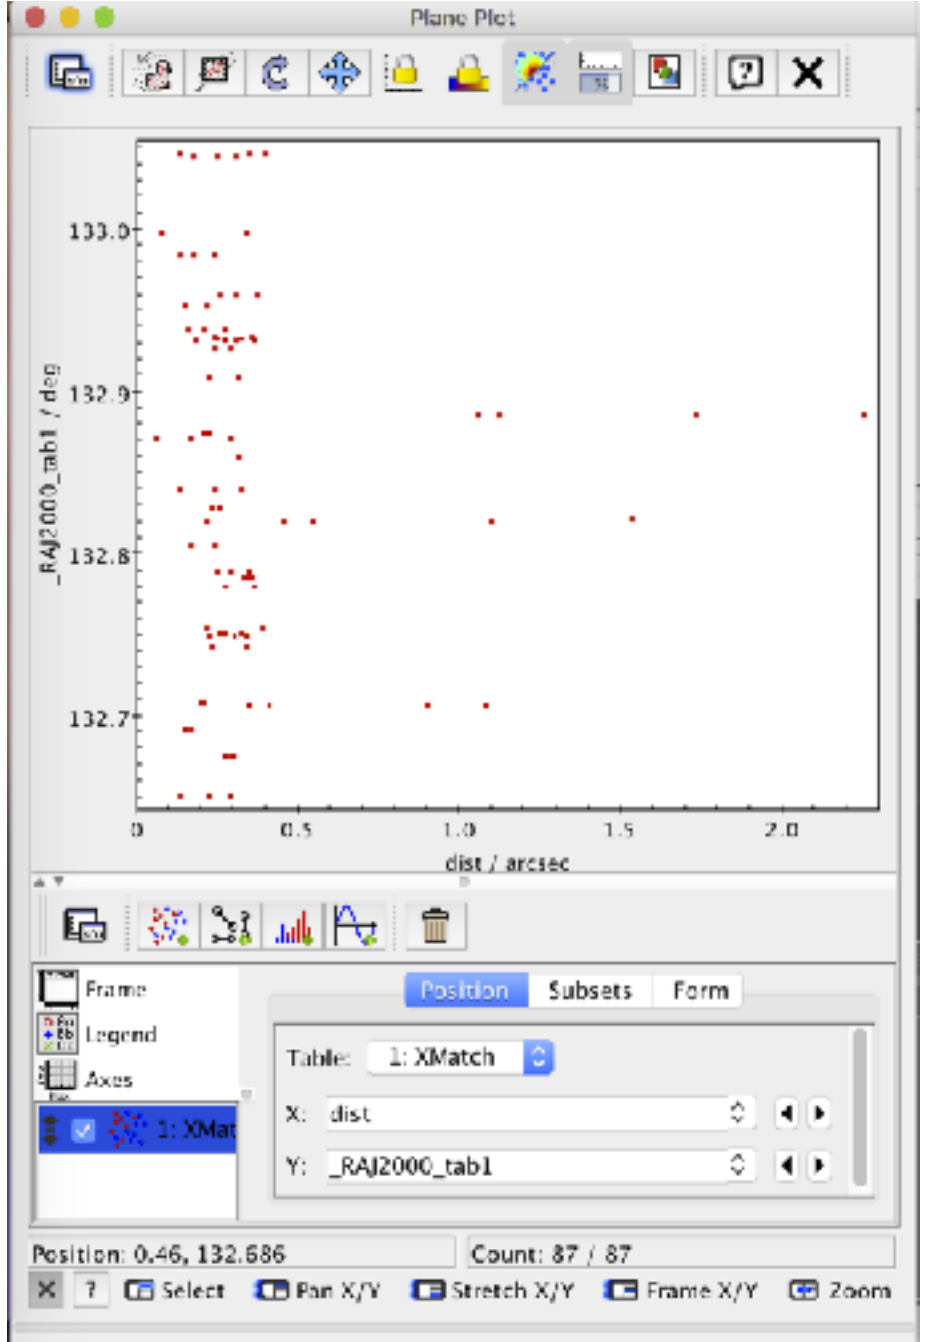 Plane Plot
133.0
132.9
132.8
132.7
_RAJ2000_tab1 / deg
0 0.5 1.0 1.5 2.0
dist / arcsec
Frame
Legend
Axes
1: XMat
Position Subsets Form
Table: 1: XMatch
X: dist
Y: _RAJ2000_tab1
Position: 0.46, 132.686 Count: 87 / 87
? Select Pan X/Y Stretch X/Y Frame X/Y Zoom